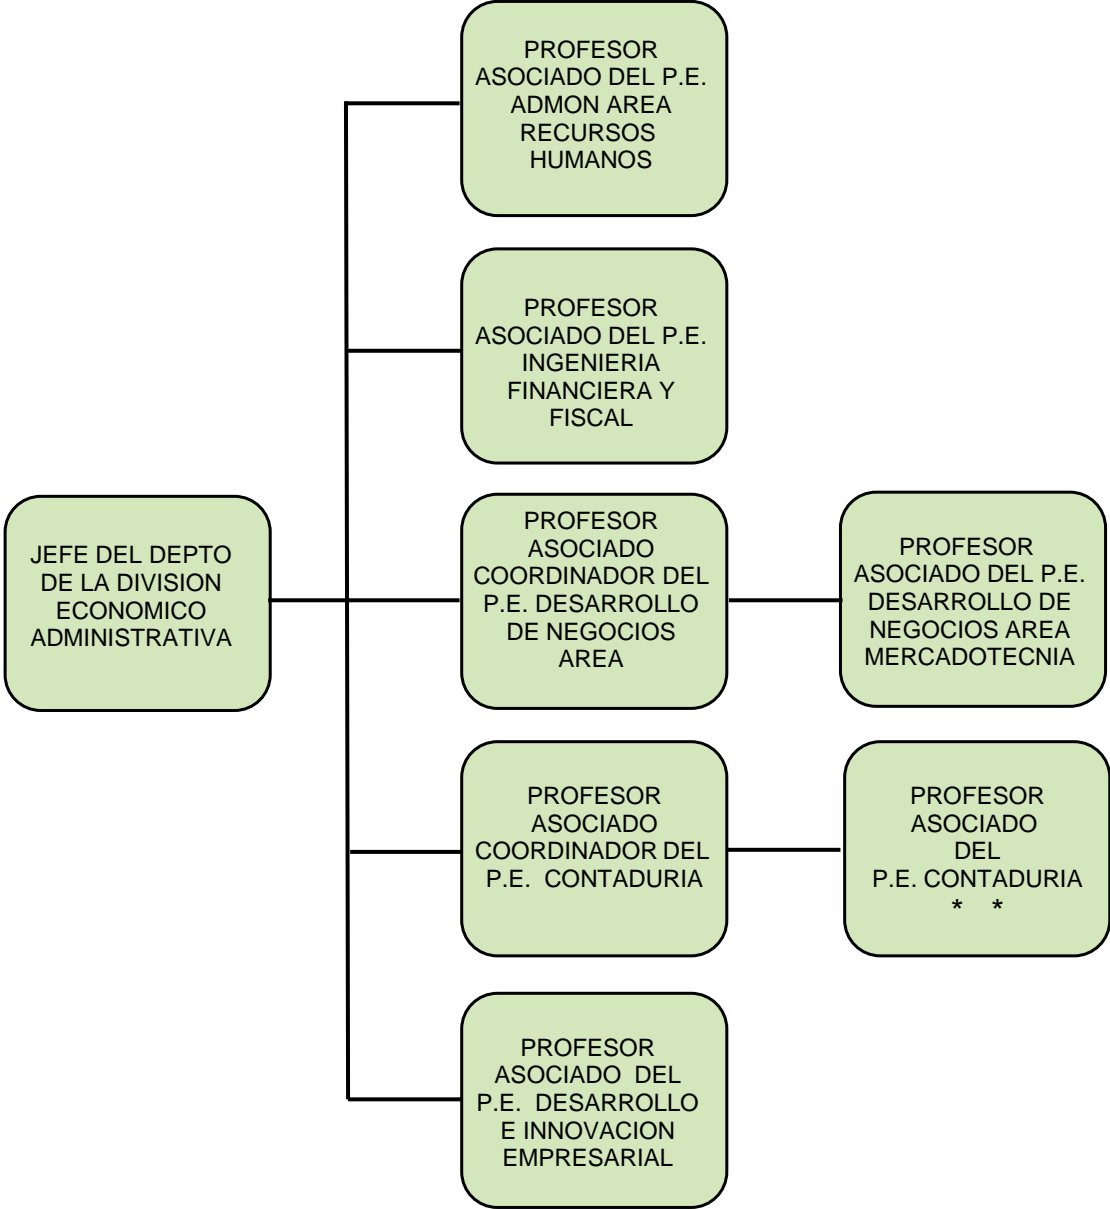 PROFESOR
ASOCIADO DEL P.E.
ADMON AREA
RECURSOS
HUMANOS
PROFESOR
ASOCIADO DEL P.E.
INGENIERIA
FINANCIERA Y
FISCAL
JEFE DEL DEPTO
DE LA DIVISION
ECONOMICO
ADMINISTRATIVA
PROFESOR
ASOCIADO
COORDINADOR DEL
P.E. DESARROLLO
DE NEGOCIOS
AREA
PROFESOR
ASOCIADO DEL P.E.
DESARROLLO DE
NEGOCIOS AREA
MERCADOTECNIA
PROFESOR
ASOCIADO
COORDINADOR DEL
P.E. CONTADURIA
PROFESOR
ASOCIADO
DEL
P.E. CONTADURIA
* *
PROFESOR
ASOCIADO DEL
P.E. DESARROLLO
E INNOVACION
EMPRESARIAL